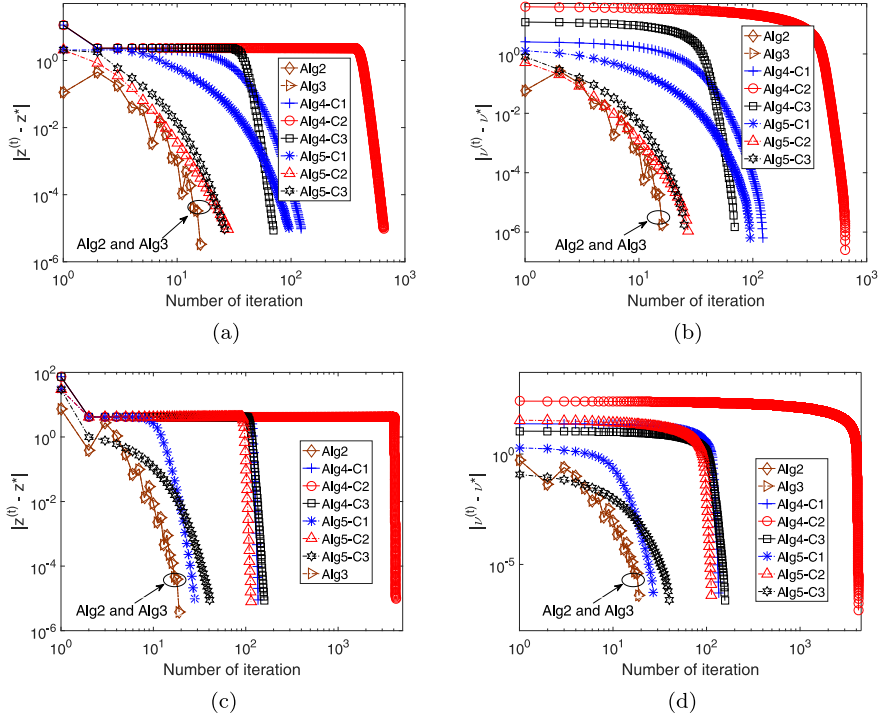 10^0
10^-2
10^-4
10^-6
|z^(t) - z*|
Alg2
Alg3
Alg4-C1
Alg4-C2
Alg4-C3
Alg5-C1
Alg5-C2
Alg5-C3
Alg2 and Alg3
10^0
10^1
10^2
10^3
Number of iteration
(a)
10^0
10^-2
10^-4
10^-6
|ν^(t) - ν*|
Alg2
Alg3
Alg4-C1
Alg4-C2
Alg4-C3
Alg5-C1
Alg5-C2
Alg5-C3
Alg2 and Alg3
10^0
10^1
10^2
10^3
Number of iteration
(b)
10^2
10^0
10^-2
10^-4
10^-6
|z^(t) - z*|
Alg2
Alg4-C1
Alg4-C2
Alg4-C3
Alg5-C1
Alg5-C2
Alg5-C3
Alg3
Alg2 and Alg3
10^0
10^1
10^2
10^3
Number of iteration
(c)
10^0
10^-5
|ν^(t) - ν*|
Alg2
Alg3
Alg4-C1
Alg4-C2
Alg4-C3
Alg5-C1
Alg5-C2
Alg5-C3
Alg2 and Alg3
10^0
10^1
10^2
10^3
Number of iteration
(d)